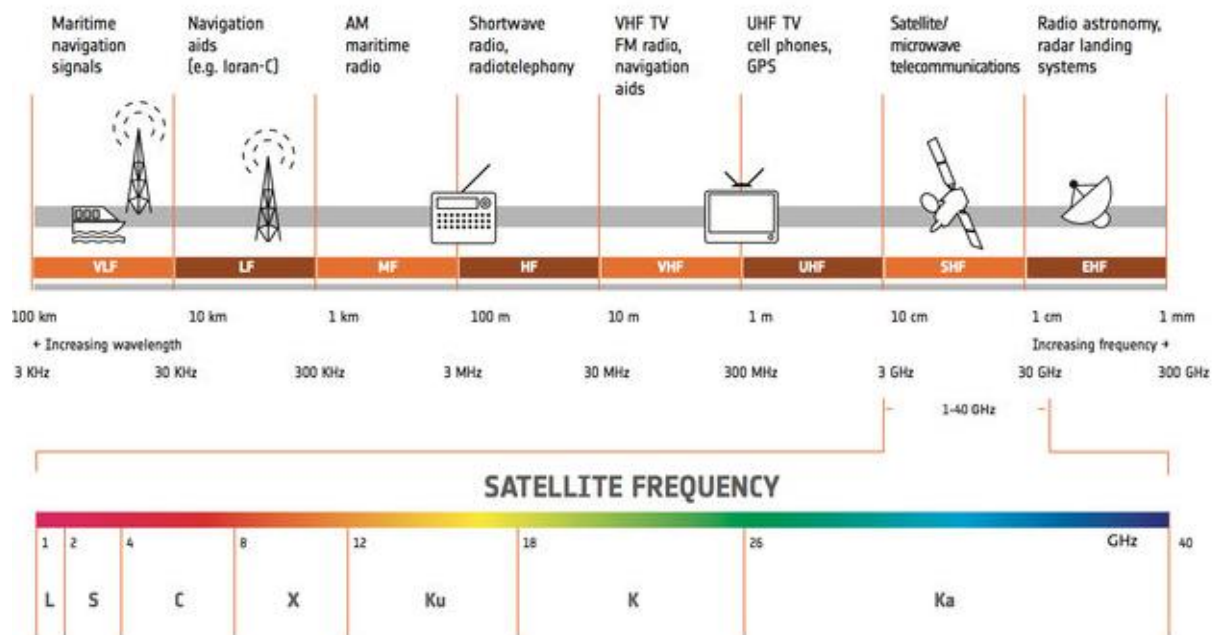 Maritime
navigation
signals
Navigation
aids
(e.g. loran-C)
AM
maritime
radio
Shortwave
radio,
radiotelephony
VHF TV
FM radio,
navigation
aids
UHF TV
cell phones,
GPS
Satellite/
microwave
telecommunications
Radio astronomy,
radar landing
systems
VLF LF MF HF VHF UHF SHF EHF
100 km 10 km 1 km 100 m 10 m 1 m 10 cm 1 cm 1 mm
← Increasing wavelength Increasing frequency →
3 KHz 30 KHz 300 KHz 3 MHz 30 MHz 300 MHz 3 GHz 30 GHz 300 GHz
1-40 GHz
SATELLITE FREQUENCY
1 2 4 8 12 18 26 GHz 40
L S C X Ku K Ka